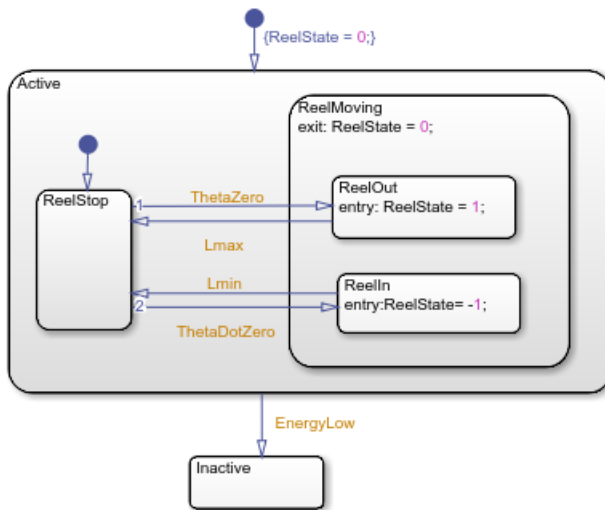 {ReelState = 0;}
Active
ReelMoving
exit: ReelState = 0;
ReelStop
1
ThetaZero
ReelOut
entry: ReelState = 1;
Lmax
Lmin
ReelIn
entry:ReelState= -1;
2
ThetaDotZero
EnergyLow
Inactive